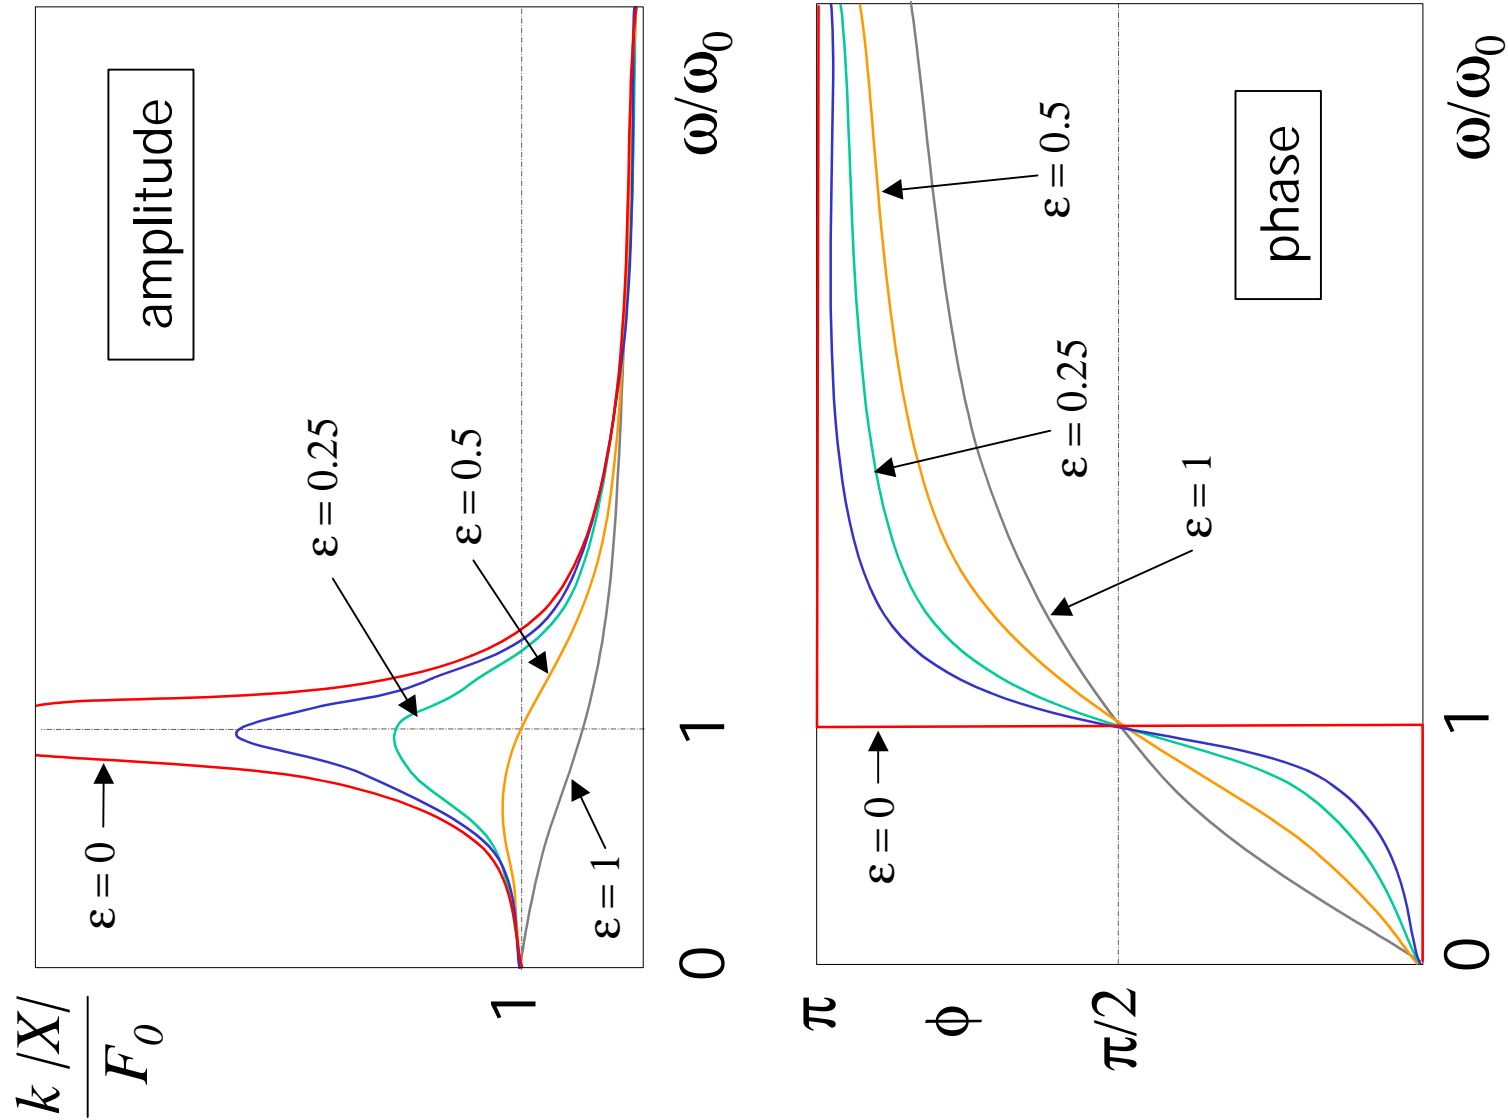 k |X|
F0
amplitude
ε = 0
ε = 0.25
ε = 0.5
ε = 1
1
0
1
ω/ω0
π
ϕ
π/2
ε = 0
ε = 1
ε = 0.25
ε = 0.5
phase
0
1
ω/ω0